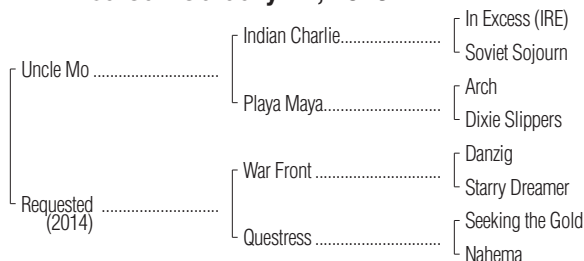 In Excess (IRE)
Indian Charlie
Soviet Sojourn
Uncle Mo
Arch
Playa Maya
Dixie Slippers
Danzig
War Front
Starry Dreamer
Requested
(2014)
Seeking the Gold
Questress
Nahema